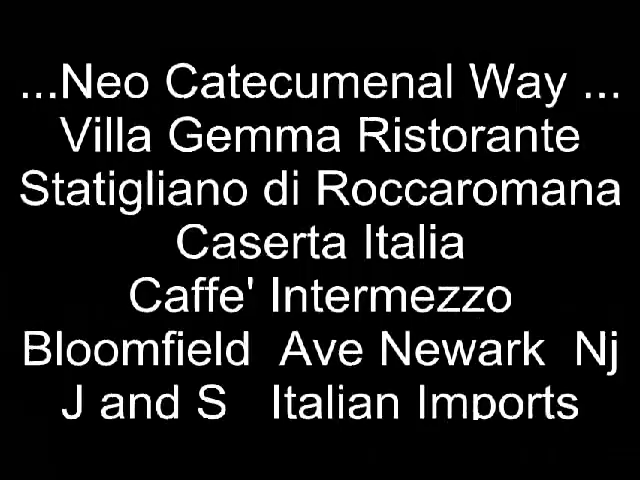 ...Neo Catecumenal Way ...
Villa Gemma Ristorante
Statigliano di Roccaromana
Caserta Italia
Caffe' Intermezzo
Bloomfield  Ave Newark  Nj
J and S   Italian Imports